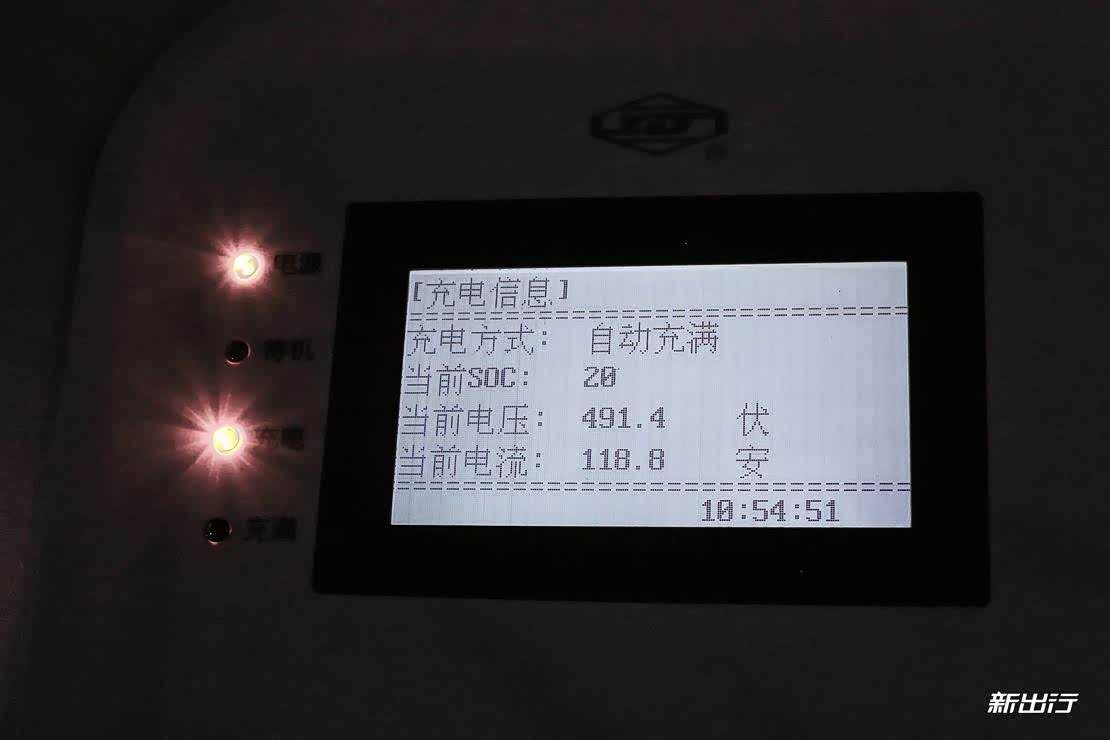 电源
待机
充电
充满
[充电信息]
充电方式: 自动充满
当前SOC: 20
当前电压: 491.4 伏
当前电流: 118.8 安
10:54:51
新出行